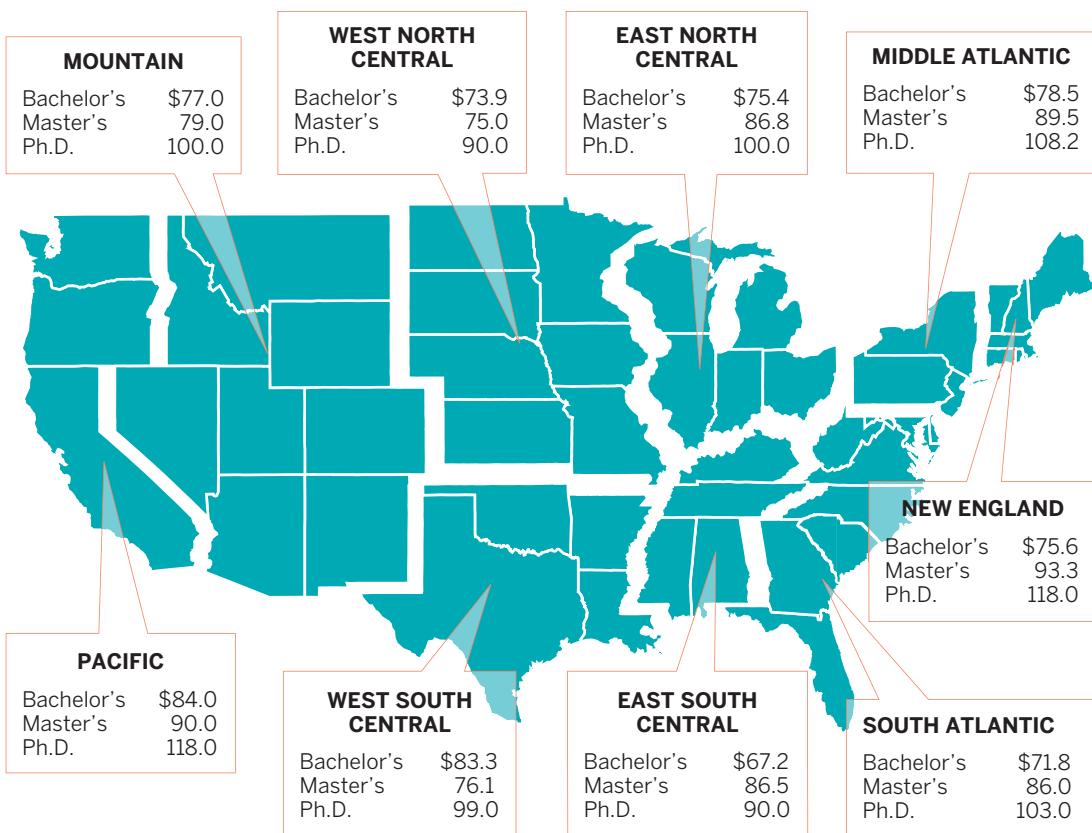 MOUNTAIN
Bachelor's $77.0
Master's 79.0
Ph.D. 100.0
WEST NORTH
CENTRAL
Bachelor's $73.9
Master's 75.0
Ph.D. 90.0
EAST NORTH
CENTRAL
Bachelor's $75.4
Master's 86.8
Ph.D. 100.0
MIDDLE ATLANTIC
Bachelor's $78.5
Master's 89.5
Ph.D. 108.2
NEW ENGLAND
Bachelor's $75.6
Master's 93.3
Ph.D. 118.0
PACIFIC
Bachelor's $84.0
Master's 90.0
Ph.D. 118.0
WEST SOUTH
CENTRAL
Bachelor's $83.3
Master's 76.1
Ph.D. 99.0
EAST SOUTH
CENTRAL
Bachelor's $67.2
Master's 86.5
Ph.D. 90.0
SOUTH ATLANTIC
Bachelor's $71.8
Master's 86.0
Ph.D. 103.0